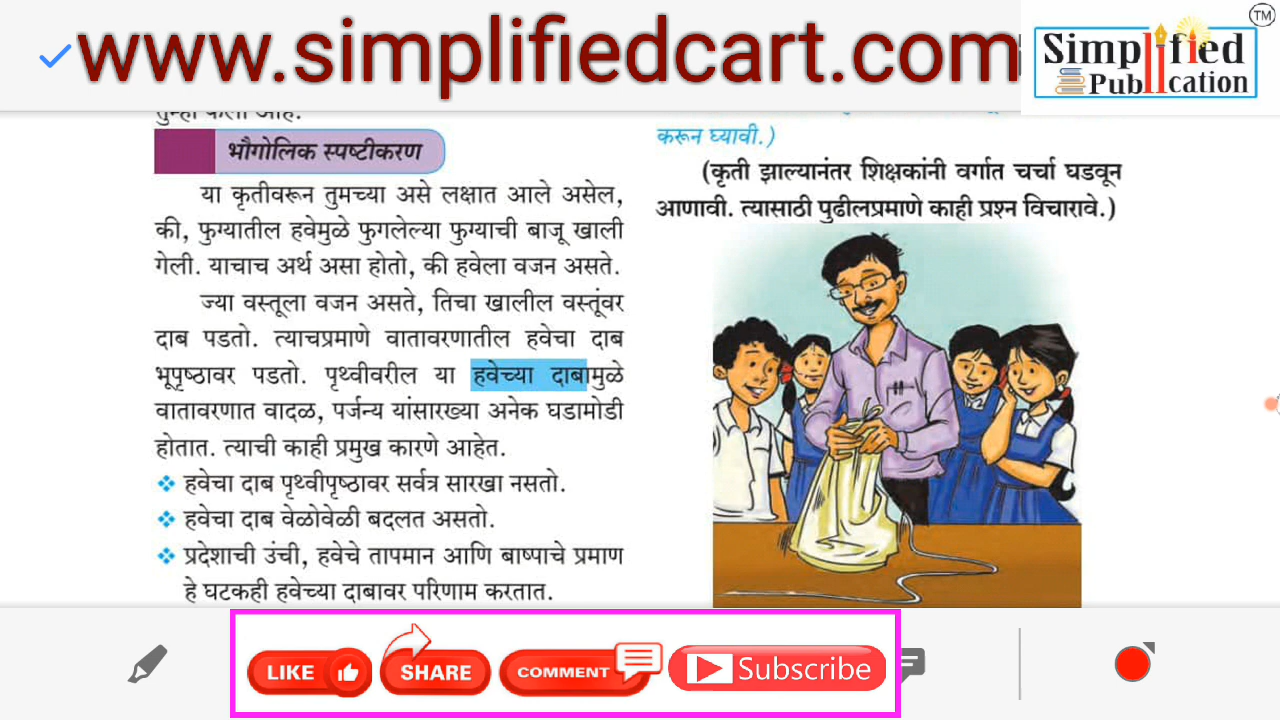 www.simplifiedcart.com
TM
Simplified
Publication
भौगोलिक स्पष्टीकरण
या कृतीवरून तुमच्या असे लक्षात आले असेल,
की, फुग्यातील हवेमुळे फुगलेल्या फुग्याची बाजू खाली
गेली. याचाच अर्थ असा होतो, की हवेला वजन असते.
ज्या वस्तूला वजन असते, तिचा खालील वस्तूंवर
दाब पडतो. त्याचप्रमाणे वातावरणातील हवेचा दाब
भूपृष्ठावर पडतो. पृथ्वीवरील या हवेच्या दाबामुळे
वातावरणात वादळ, पर्जन्य यांसारख्या अनेक घडामोडी
होतात. त्याची काही प्रमुख कारणे आहेत.
❖ हवेचा दाब पृथ्वीपृष्ठावर सर्वत्र सारखा नसतो.
❖ हवेचा दाब वेळोवेळी बदलत असतो.
❖ प्रदेशाची उंची, हवेचे तापमान आणि बाष्पाचे प्रमाण
हे घटकही हवेच्या दाबावर परिणाम करतात.
करून घ्यावी.)
(कृती झाल्यानंतर शिक्षकांनी वर्गात चर्चा घडवून
आणावी. त्यासाठी पुढीलप्रमाणे काही प्रश्न विचारावे.)
LIKE
SHARE
COMMENT
Subscribe